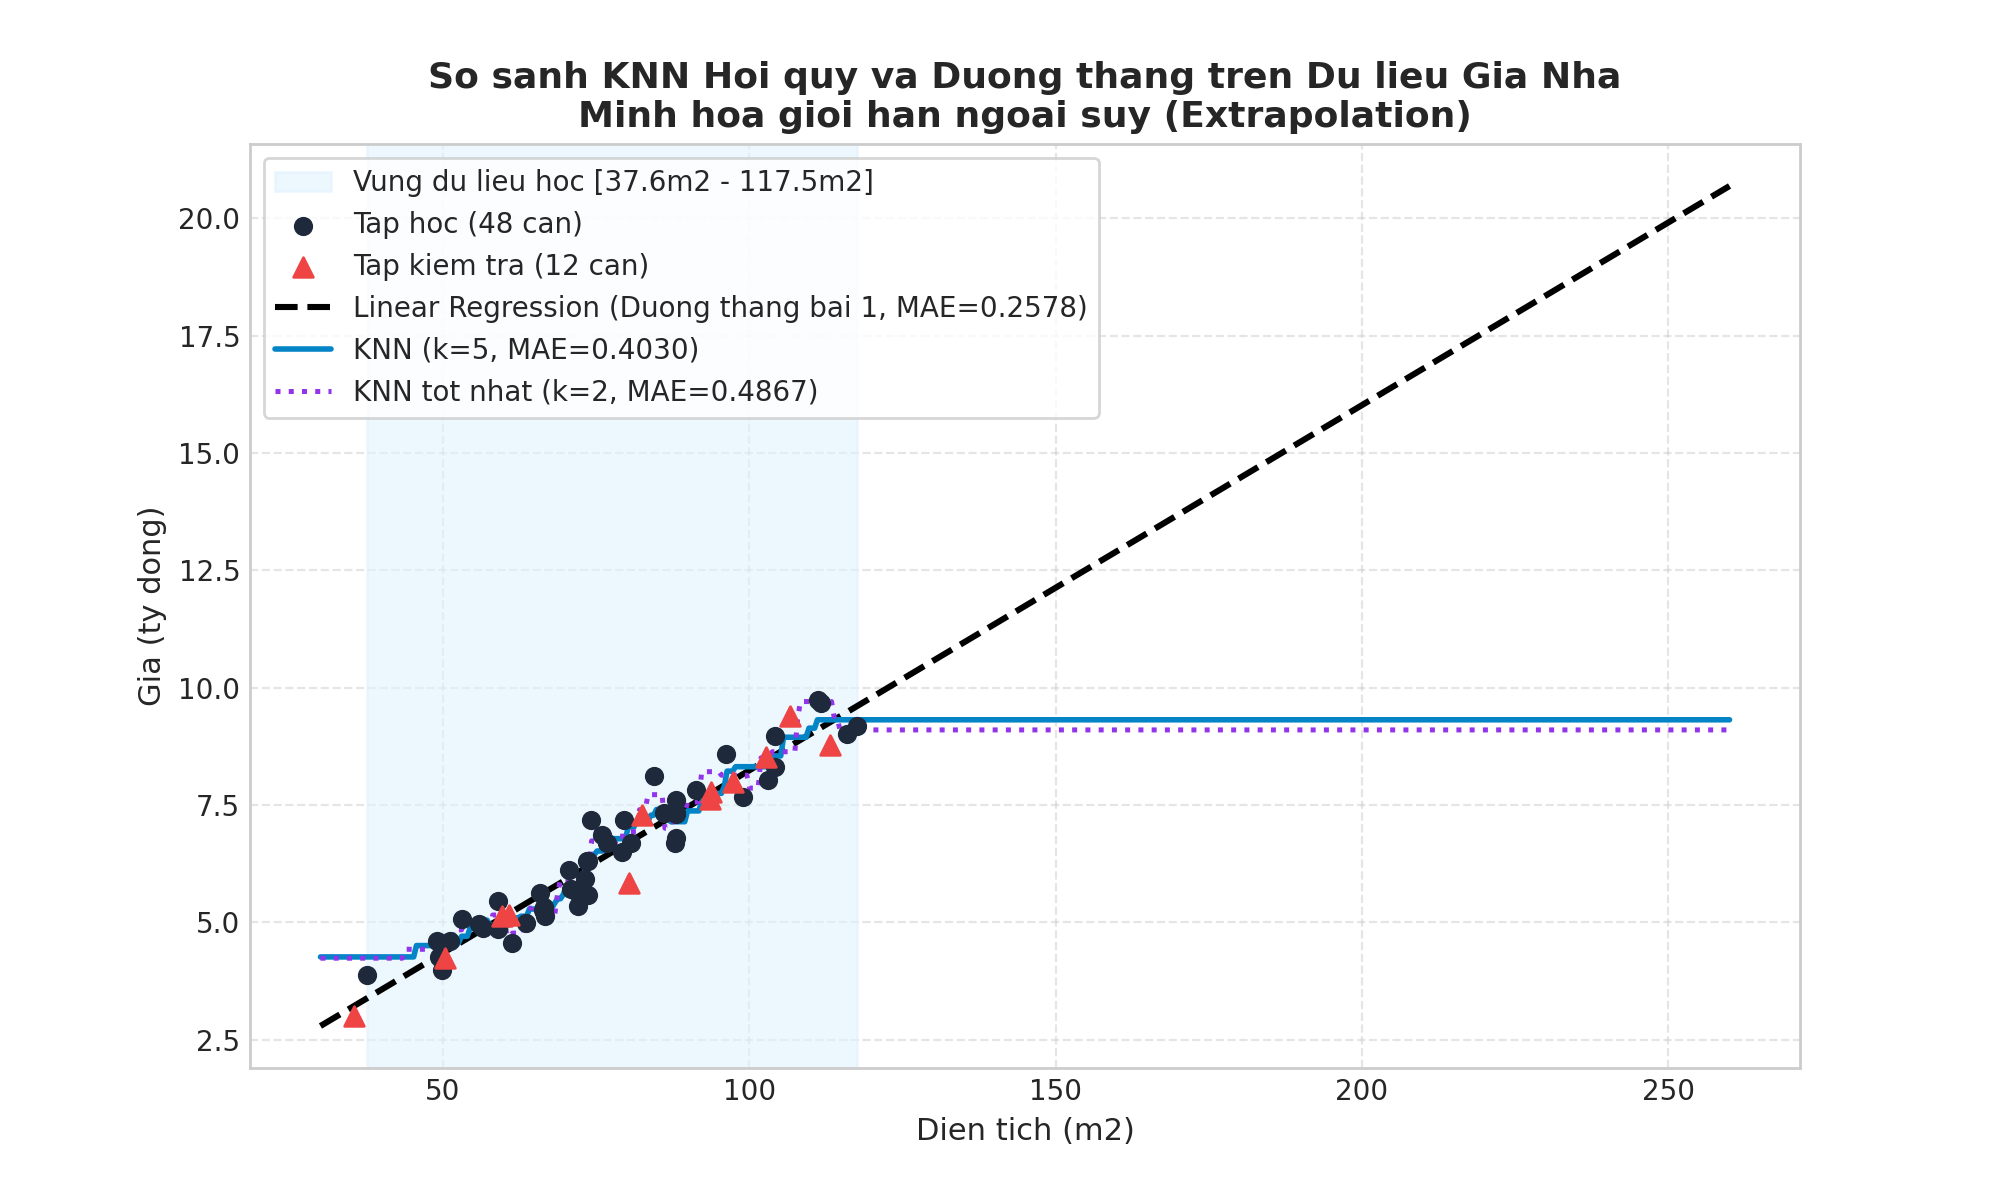 So sanh KNN Hoi quy va Duong thang tren Du lieu Gia Nha
Minh hoa gioi han ngoai suy (Extrapolation)
Vung du lieu hoc [37.6m2 - 117.5m2]
Tap hoc (48 can)
Tap kiem tra (12 can)
Linear Regression (Duong thang bai 1, MAE=0.2578)
KNN (k=5, MAE=0.4030)
KNN tot nhat (k=2, MAE=0.4867)
Gia (ty dong)
20.0
17.5
15.0
12.5
10.0
7.5
5.0
2.5
50 100 150 200 250
Dien tich (m2)